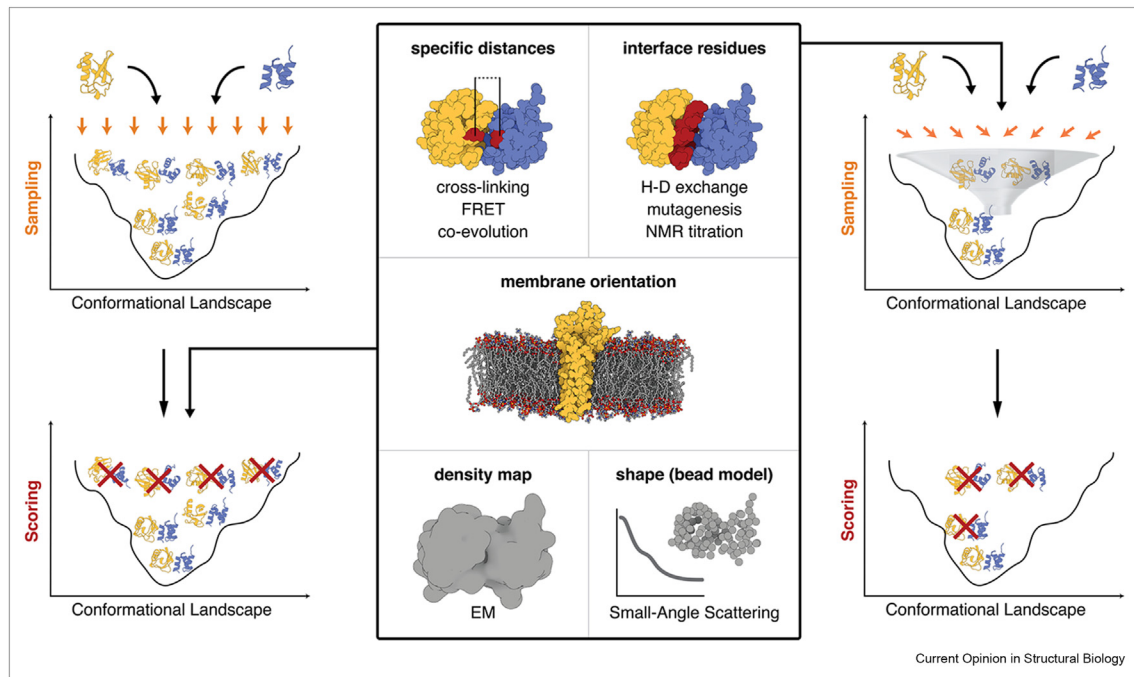 Sampling
Conformational Landscape
Scoring
Conformational Landscape
specific distances
cross-linking
FRET
co-evolution
interface residues
H-D exchange
mutagenesis
NMR titration
membrane orientation
density map
EM
shape (bead model)
Small-Angle Scattering
Sampling
Conformational Landscape
Scoring
Conformational Landscape
Current Opinion in Structural Biology